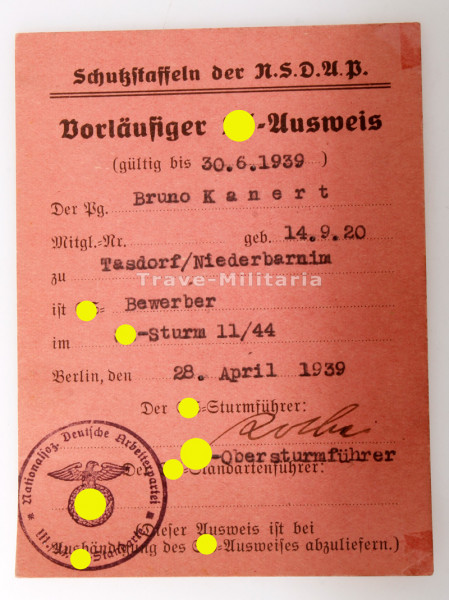 Schutzstaffeln der N.S.D.A.P.
Vorläufiger -Ausweis
(gültig bis 30.6.1939)
Der Pg. Bruno Kanert
Mitgl.-Nr. geb. 14.9.20
zu Tasdorf/Niederbarnim
Trave-Militaria
ist Bewerber
im -Sturm 11/44
Berlin, den 28. April 1939
Der -Sturmführer:
-Obersturmführer
Der -Standartenführer:
Nationalsoz. Deutsche Arbeiterpartei
(Dieser Ausweis ist bei
Aushändigung des -Ausweises abzuliefern.)